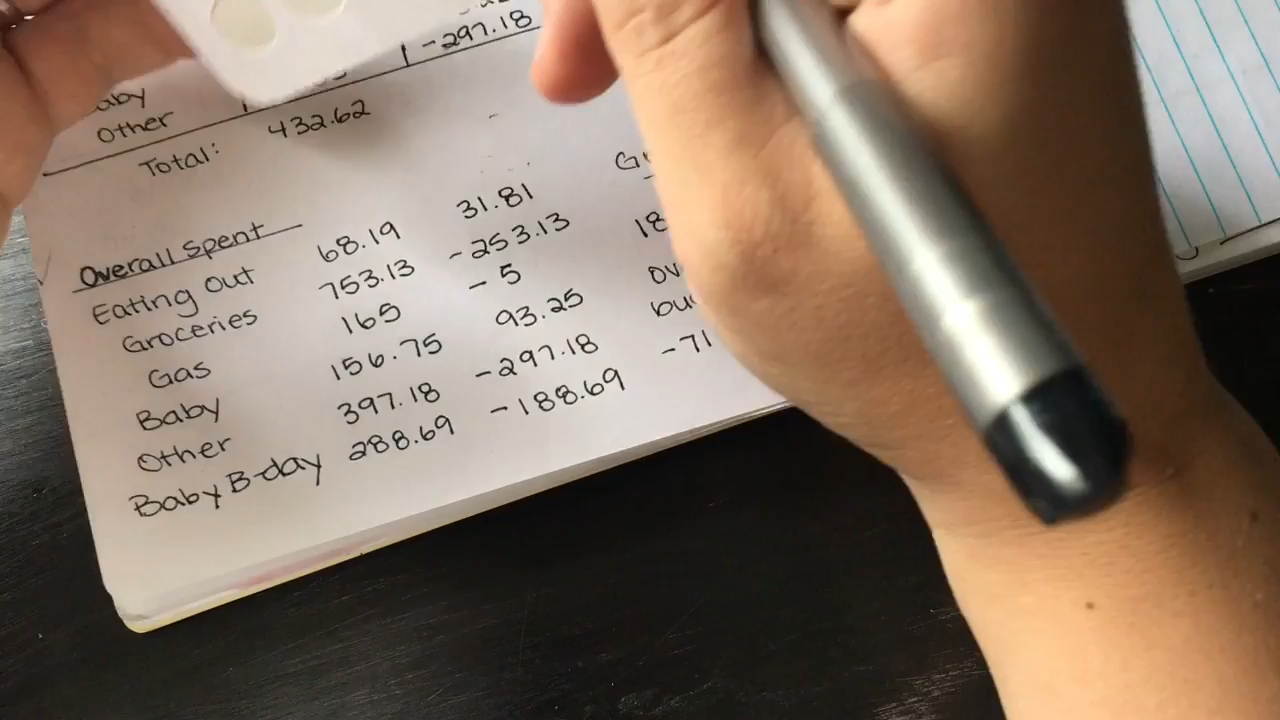 -297.18
Other
Total: 432.62
Overall Spent
Eating out 68.19 31.81
Groceries 753.13 -253.13
Gas 165 -5
Baby 156.75 93.25
Other 397.18 -297.18
Baby B-day 288.69 -188.69